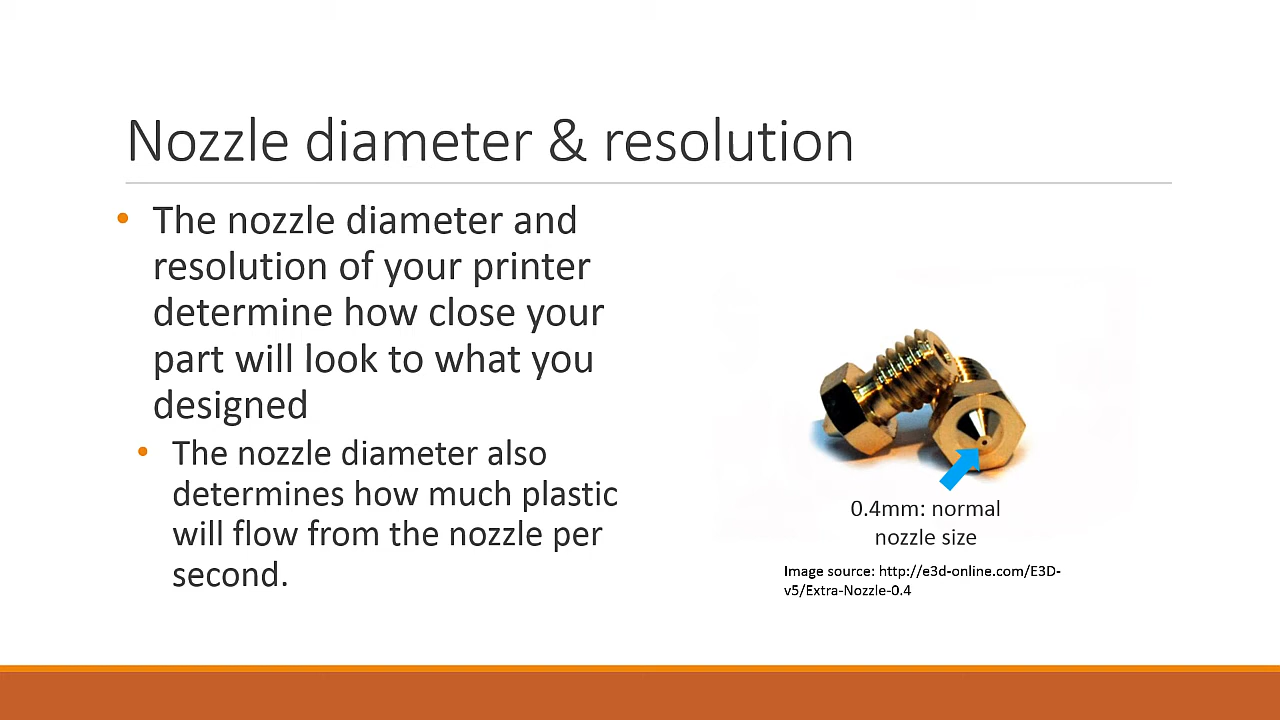 Nozzle diameter & resolution
• The nozzle diameter and
resolution of your printer
determine how close your
part will look to what you
designed
• The nozzle diameter also
determines how much plastic
will flow from the nozzle per
second.
0.4mm: normal
nozzle size
Image source: http://e3d-online.com/E3D-
v5/Extra-Nozzle-0.4